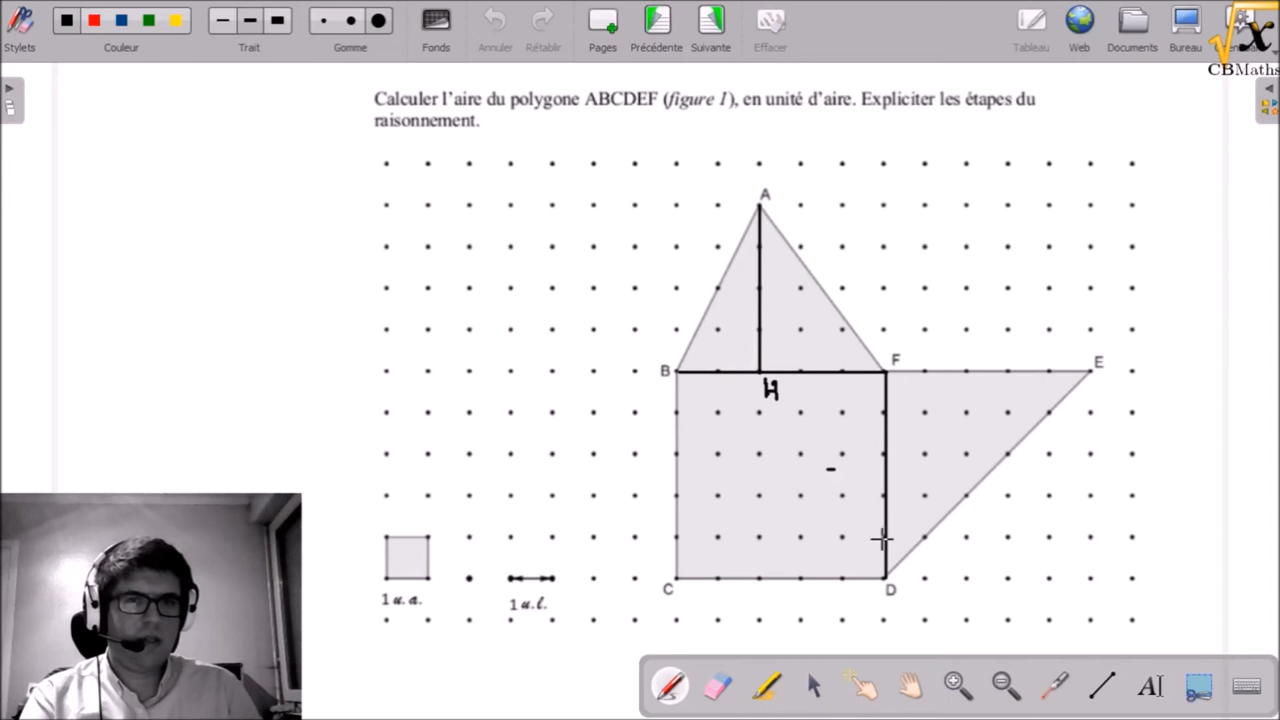 Stylets Couleur Trait Gomme Fonds Annuler Rétablir Pages Précédente Suivante Effacer Tableau Web Documents Bureau
CBMaths
Calculer l'aire du polygone ABCDEF (figure 1), en unité d'aire. Expliciter les étapes du
raisonnement.
A
B
F
E
H
C
D
1 u.a.
1 u.l.
AI